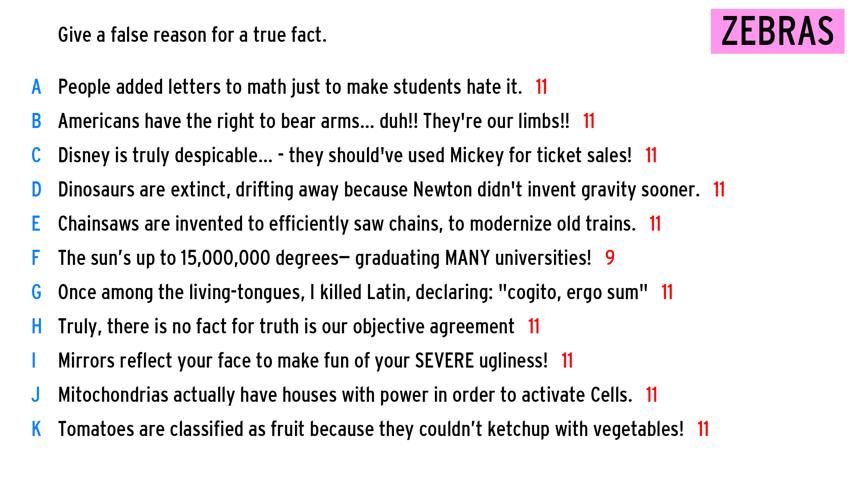 Give a false reason for a true fact.
ZEBRAS
A People added letters to math just to make students hate it. 11
B Americans have the right to bear arms... duh!! They're our limbs!! 11
C Disney is truly despicable... - they should've used Mickey for ticket sales! 11
D Dinosaurs are extinct, drifting away because Newton didn't invent gravity sooner. 11
E Chainsaws are invented to efficiently saw chains, to modernize old trains. 11
F The sun’s up to 15,000,000 degrees— graduating MANY universities! 9
G Once among the living-tongues, I killed Latin, declaring: "cogito, ergo sum" 11
H Truly, there is no fact for truth is our objective agreement 11
I Mirrors reflect your face to make fun of your SEVERE ugliness! 11
J Mitochondrias actually have houses with power in order to activate Cells. 11
K Tomatoes are classified as fruit because they couldn’t ketchup with vegetables! 11